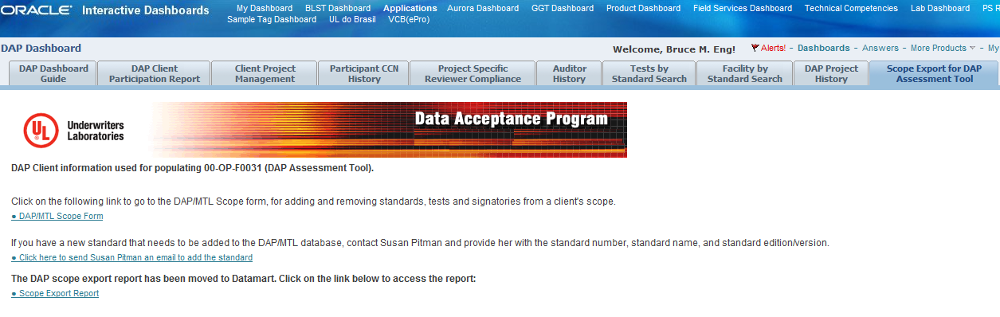 ORACLE Interactive Dashboards
My Dashboard BLST Dashboard Applications Aurora Dashboard GGT Dashboard Product Dashboard Field Services Dashboard Technical Competencies Lab Dashboard PS R
Sample Tag Dashboard UL do Brasil VCB(ePro)
DAP Dashboard
Welcome, Bruce M. Eng! Alerts! - Dashboards - Answers - More Products - My
DAP Dashboard Guide
DAP Client Participation Report
Client Project Management
Participant CCN History
Project Specific Reviewer Compliance
Auditor History
Tests by Standard Search
Facility by Standard Search
DAP Project History
Scope Export for DAP Assessment Tool
UL Underwriters Laboratories
Data Acceptance Program
DAP Client information used for populating 00-OP-F0031 (DAP Assessment Tool).
Click on the following link to go to the DAP/MTL Scope form, for adding and removing standards, tests and signatories from a client's scope.
● DAP/MTL Scope Form
If you have a new standard that needs to be added to the DAP/MTL database, contact Susan Pitman and provide her with the standard number, standard name, and standard edition/version.
● Click here to send Susan Pitman an email to add the standard
The DAP scope export report has been moved to Datamart. Click on the link below to access the report:
● Scope Export Report